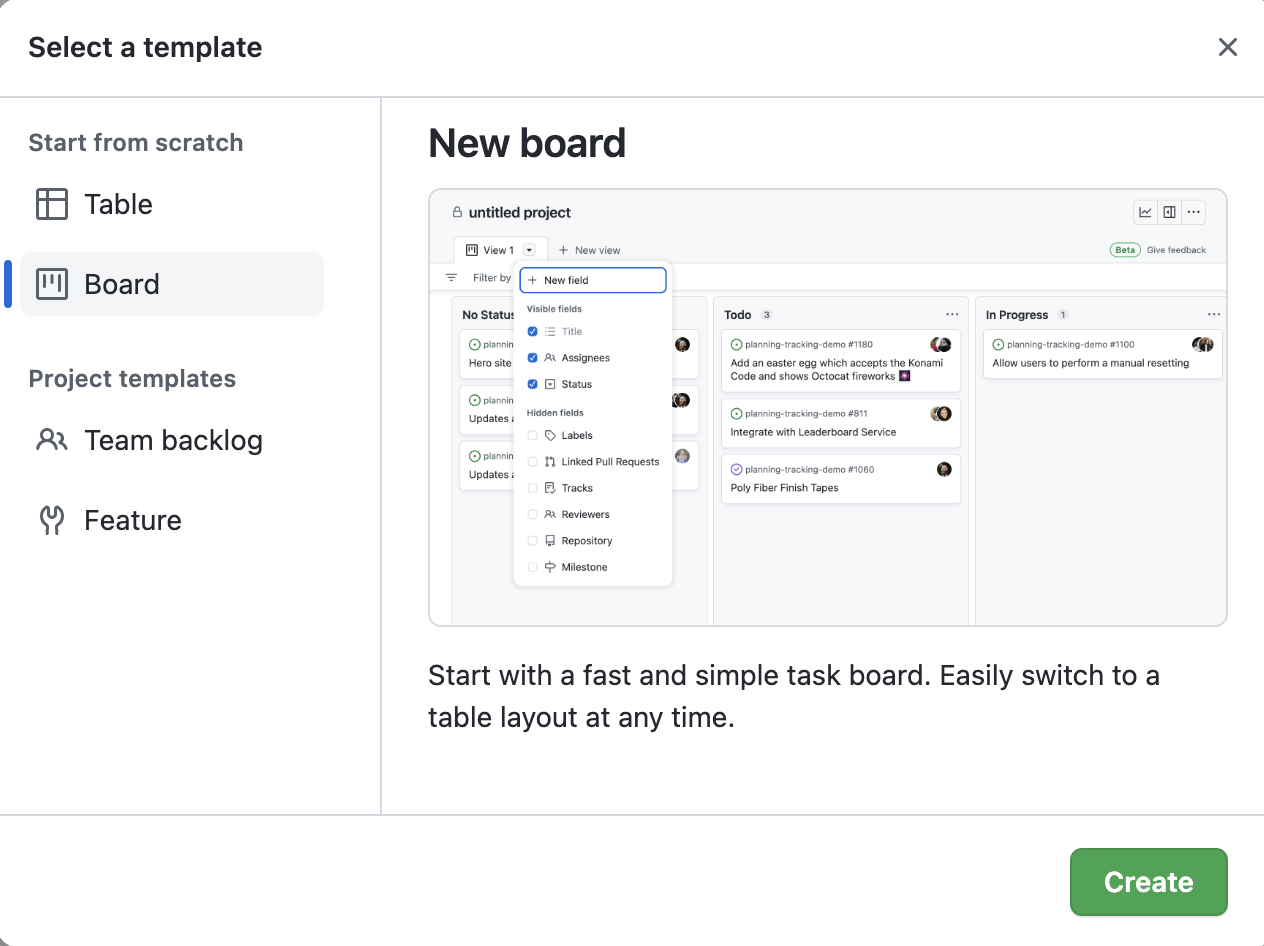 Select a template
Start from scratch
Table
Board
Project templates
Team backlog
Feature
New board
untitled project
View 1
New view
Beta
Give feedback
Filter by
New field
Visible fields
Title
Assignees
Status
Hidden fields
Labels
Linked Pull Requests
Tracks
Reviewers
Repository
Milestone
No Status
plannin
Hero site
plannin
Updates a
plannin
Updates a
Todo 3
planning-tracking-demo #1180
Add an easter egg which accepts the Konami
Code and shows Octocat fireworks 🎆
planning-tracking-demo #811
Integrate with Leaderboard Service
planning-tracking-demo #1060
Poly Fiber Finish Tapes
In Progress 1
planning-tracking-demo #1100
Allow users to perform a manual resetting
Start with a fast and simple task board. Easily switch to a
table layout at any time.
Create